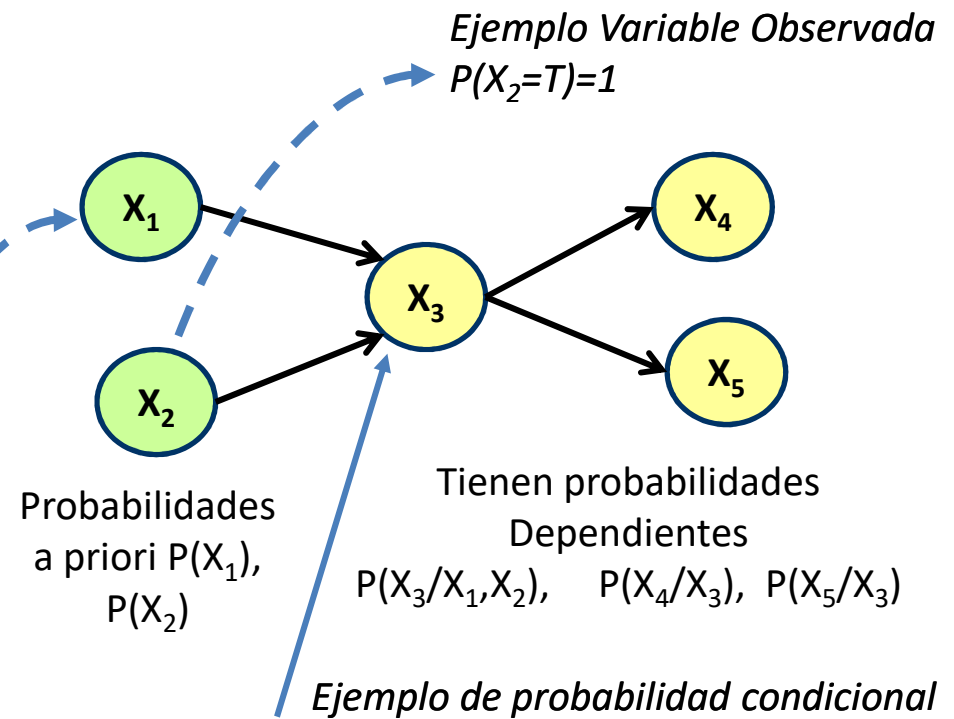 Ejemplo Variable Observada
P(X₂=T)=1
X₁
X₄
X₃
X₂
X₅
Probabilidades
a priori P(X₁),
P(X₂)
Tienen probabilidades
Dependientes
P(X₃/X₁,X₂), P(X₄/X₃), P(X₅/X₃)
Ejemplo de probabilidad condicional